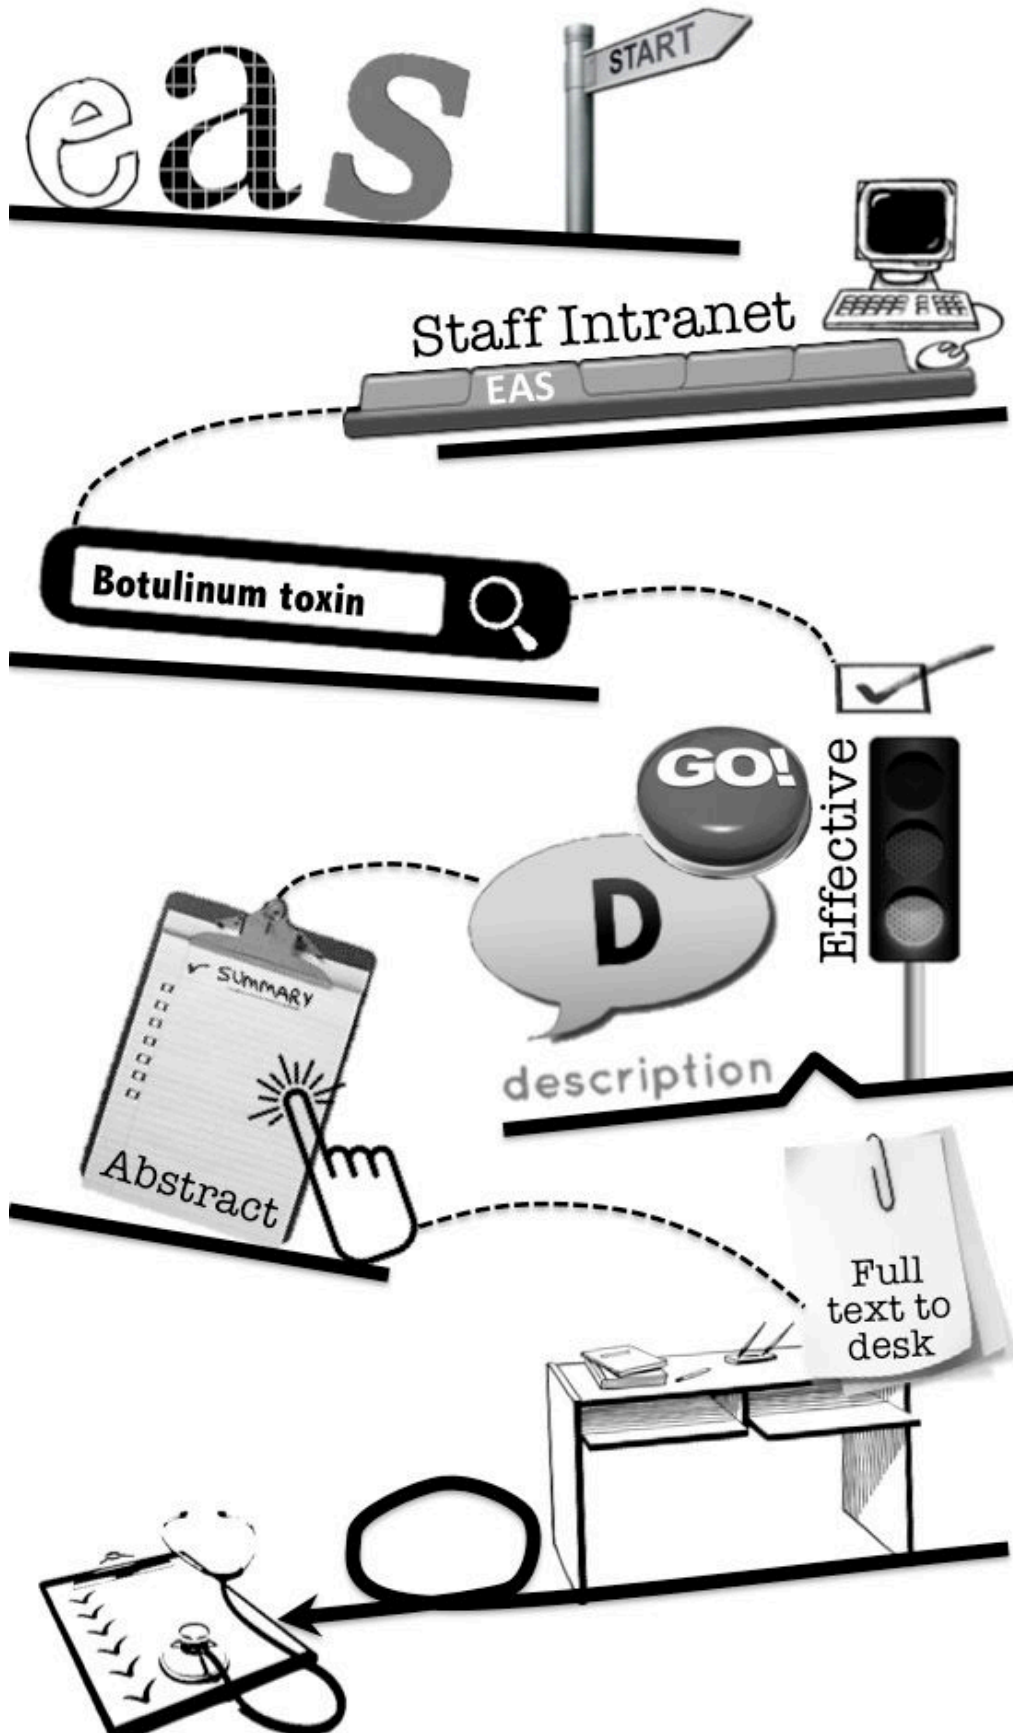 eas
START
Staff Intranet
EAS
Botulinum toxin
GO!
Effective
D
description
SUMMARY
Abstract
Full
text to
desk